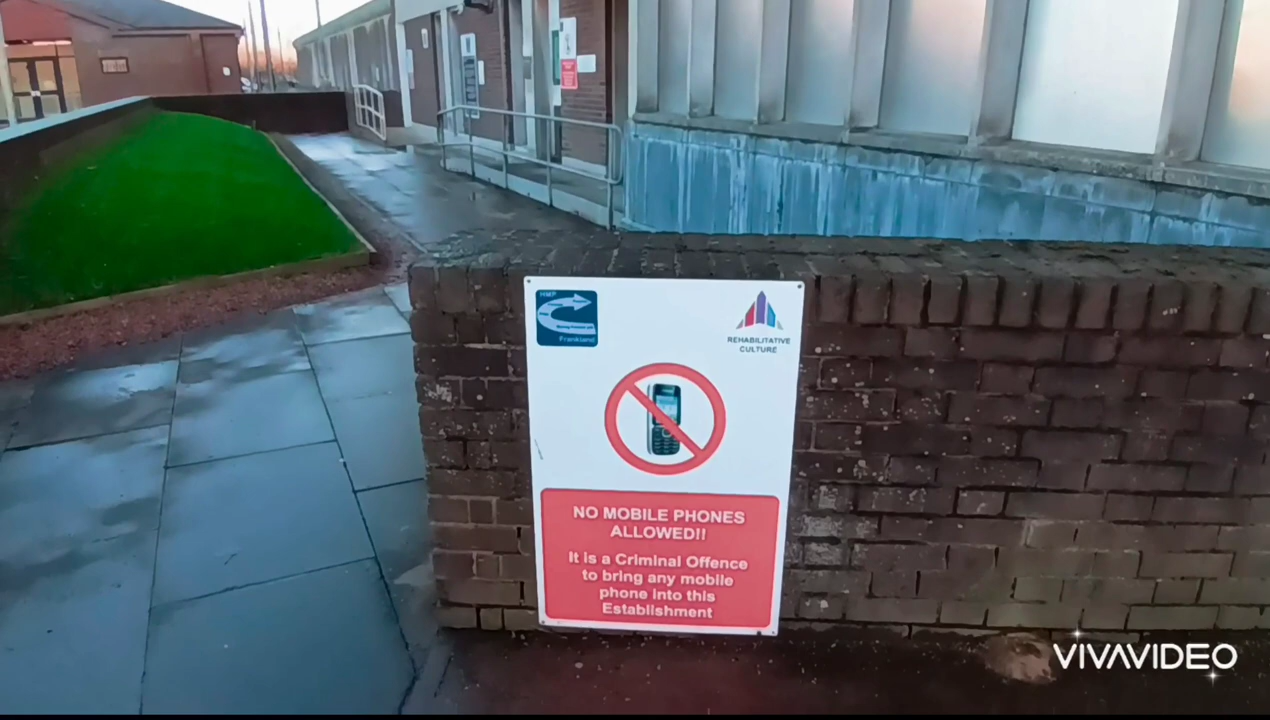 HMP
Frankland
REHABILITATIVE
CULTURE
NO MOBILE PHONES
ALLOWED!!
It is a Criminal Offence
to bring any mobile
phone into this
Establishment
VIVAVIDEO